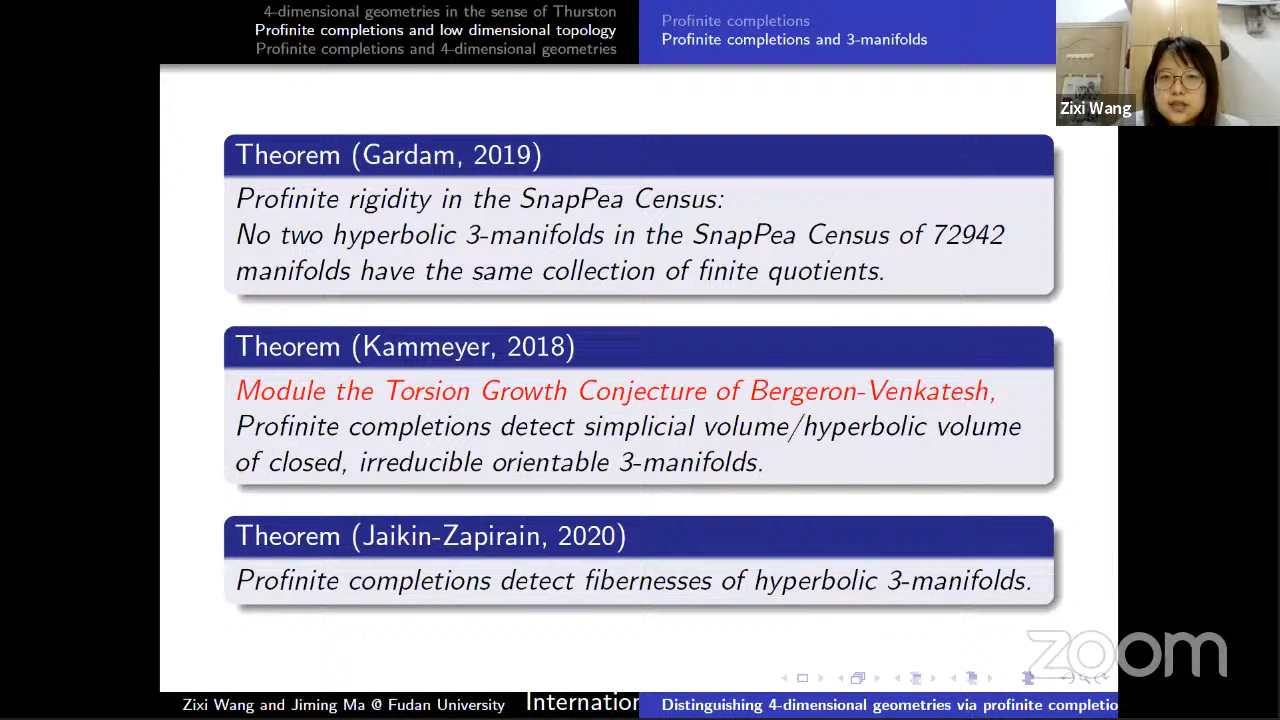 4-dimensional geometries in the sense of Thurston
Profinite completions and low dimensional topology
Profinite completions and 4-dimensional geometries
Profinite completions
Profinite completions and 3-manifolds
Zixi Wang
Theorem (Gardam, 2019)
Profinite rigidity in the SnapPea Census:
No two hyperbolic 3-manifolds in the SnapPea Census of 72942
manifolds have the same collection of finite quotients.
Theorem (Kammeyer, 2018)
Module the Torsion Growth Conjecture of Bergeron-Venkatesh,
Profinite completions detect simplicial volume/hyperbolic volume
of closed, irreducible orientable 3-manifolds.
Theorem (Jaikin-Zapirain, 2020)
Profinite completions detect fibernesses of hyperbolic 3-manifolds.
zoom
Zixi Wang and Jiming Ma @ Fudan University
Internation
Distinguishing 4-dimensional geometries via profinite completio